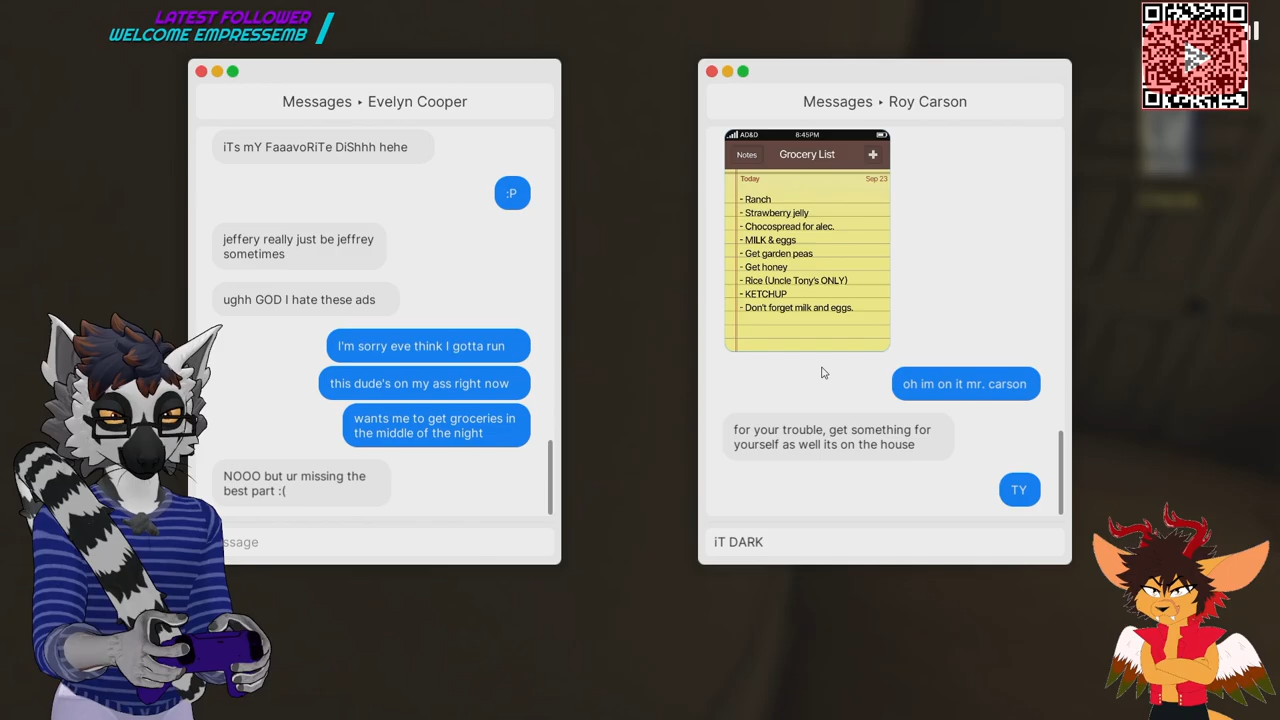 LATEST FOLLOWER
WELCOME EMPRESSEMB
Messages ‣ Evelyn Cooper
iTs mY FaaavoRiTe DiShhh hehe
:P
jeffery really just be jeffrey
sometimes
ughh GOD I hate these ads
I'm sorry eve think I gotta run
this dude's on my ass right now
wants me to get groceries in
the middle of the night
NOOO but ur missing the
best part :(
ssage
Messages ‣ Roy Carson
AD&D 8:45PM
Notes Grocery List +
Today Sep 23
- Ranch
- Strawberry jelly
- Chocospread for alec.
- MILK & eggs
- Get garden peas
- Get honey
- Rice (Uncle Tony's ONLY)
- KETCHUP
- Don't forget milk and eggs.
oh im on it mr. carson
for your trouble, get something for
yourself as well its on the house
TY
iT DARK